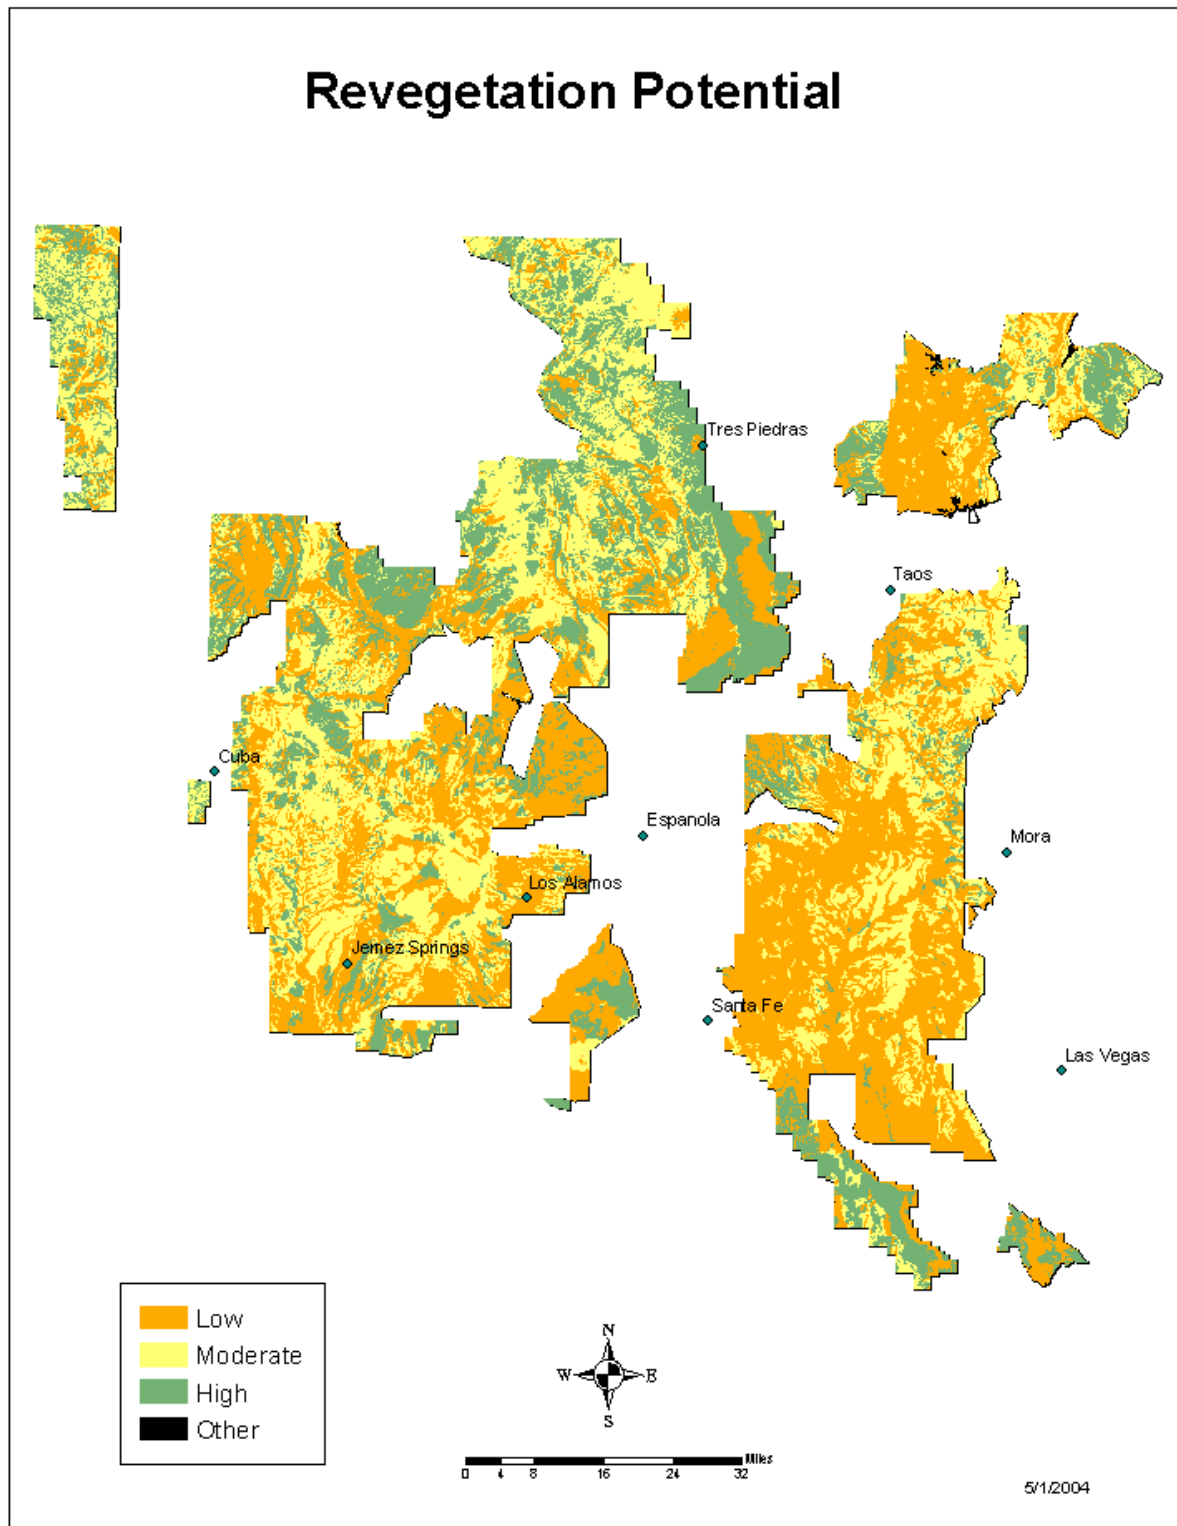 Revegetation Potential
Tres Piedras
Taos
Cuba
Espanola
Mora
Los Alamos
Jemez Springs
Santa Fe
Las Vegas
Low
Moderate
High
Other
N
W E
S
Miles
0 4 8 16 24 32
5/1/2004